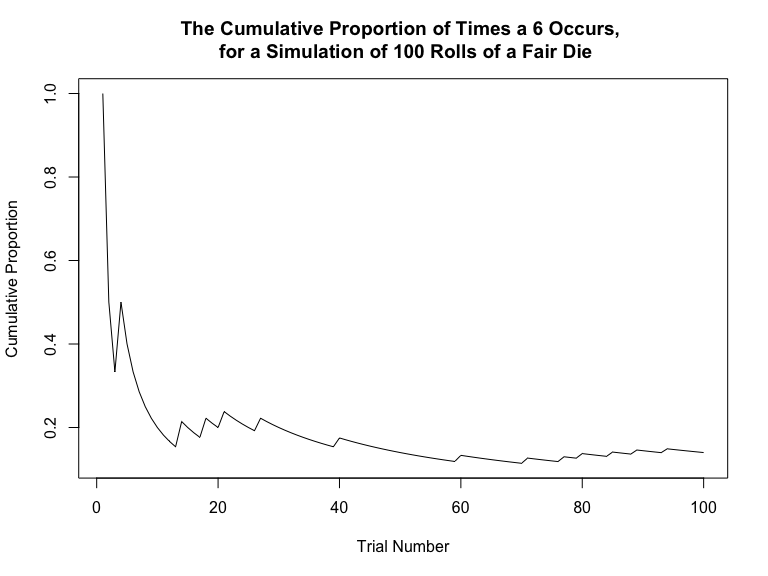 The Cumulative Proportion of Times a 6 Occurs,
for a Simulation of 100 Rolls of a Fair Die
Cumulative Proportion
1.0
0.8
0.6
0.4
0.2
0 20 40 60 80 100
Trial Number